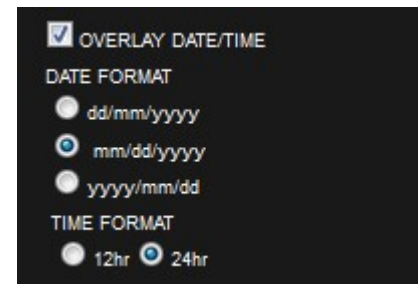 OVERLAY DATE/TIME
DATE FORMAT
dd/mm/yyyy
mm/dd/yyyy
yyyy/mm/dd
TIME FORMAT
12hr 24hr